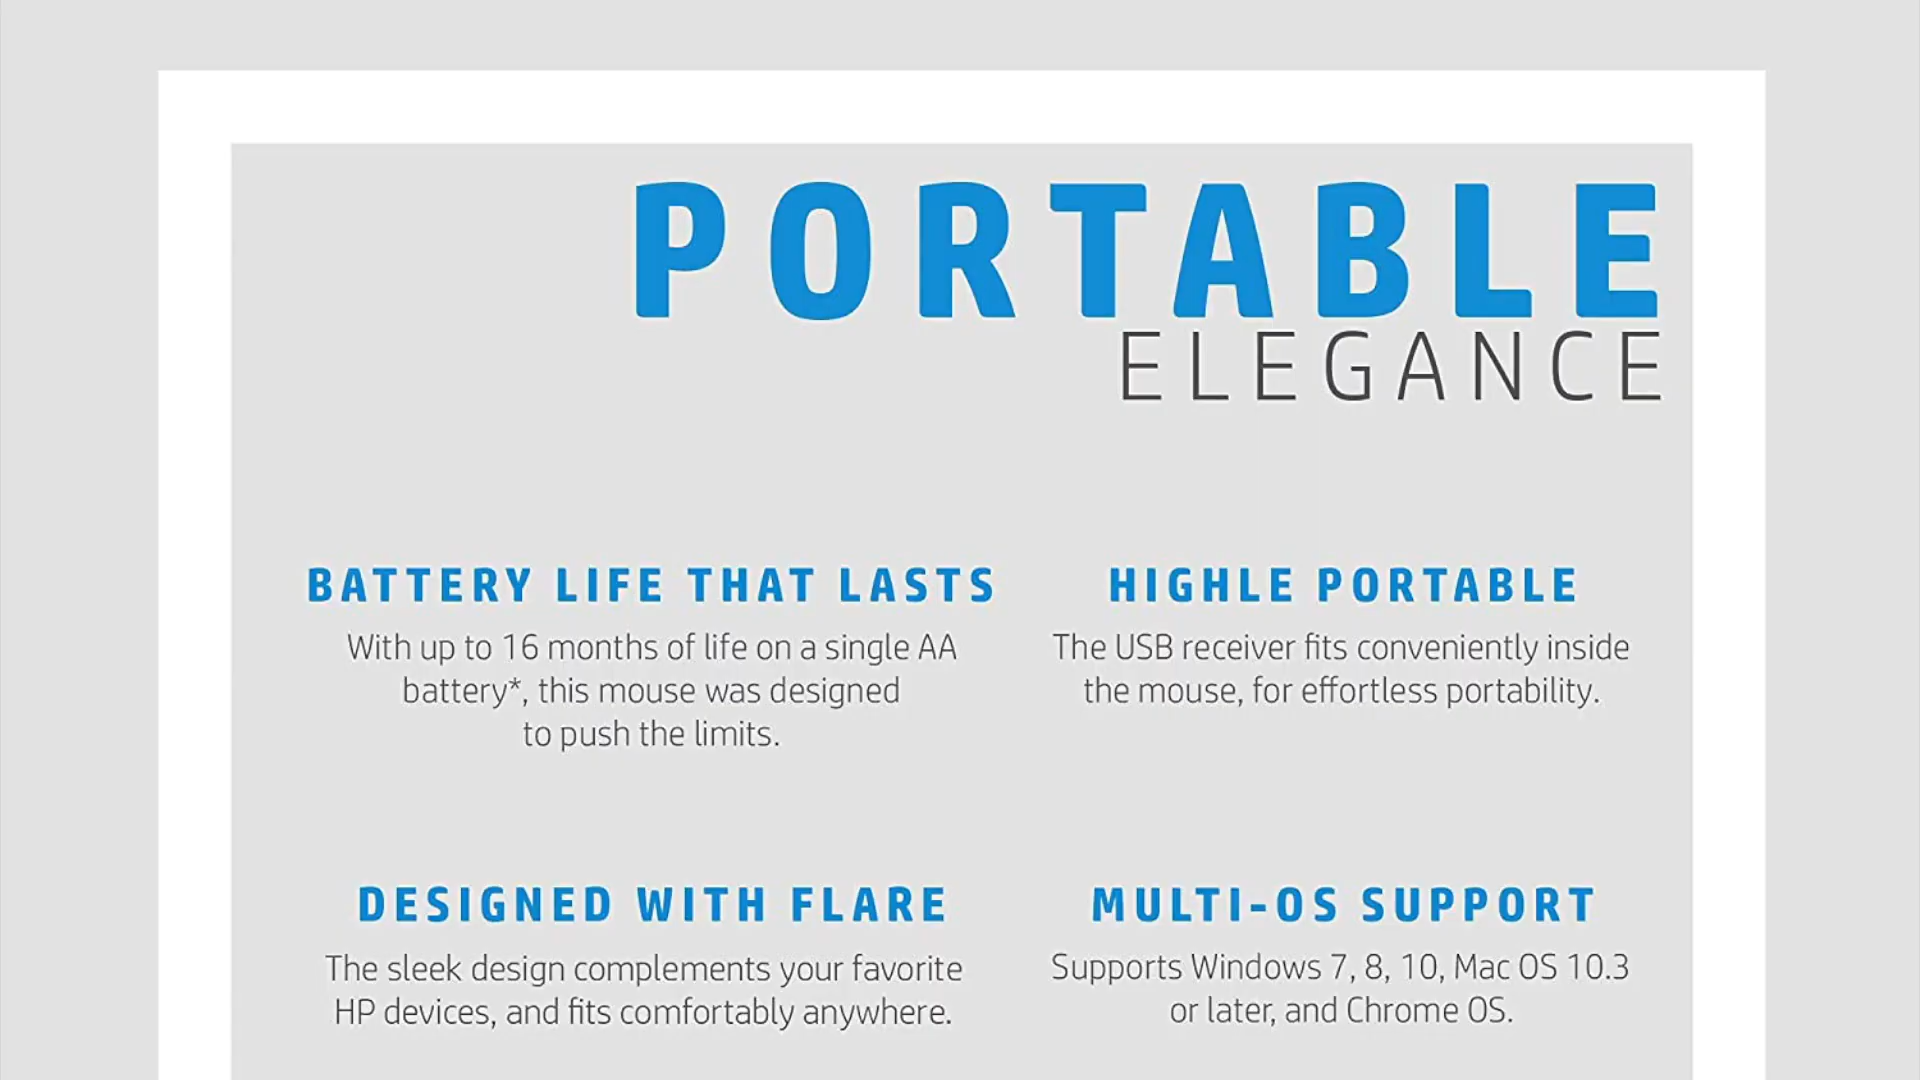 PORTABLE
ELEGANCE
BATTERY LIFE THAT LASTS
With up to 16 months of life on a single AA
battery*, this mouse was designed
to push the limits.
HIGHLE PORTABLE
The USB receiver fits conveniently inside
the mouse, for effortless portability.
DESIGNED WITH FLARE
The sleek design complements your favorite
HP devices, and fits comfortably anywhere.
MULTI-OS SUPPORT
Supports Windows 7, 8, 10, Mac OS 10.3
or later, and Chrome OS.